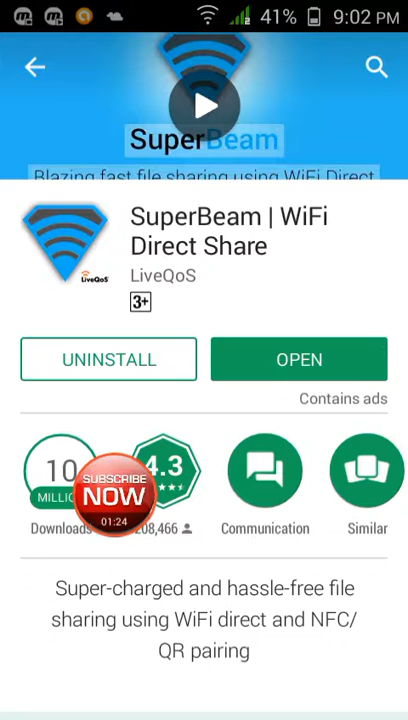 41% 9:02 PM
SuperBeam
Blazing fast file sharing using WiFi Direct
SuperBeam | WiFi
Direct Share
LiveQoS
LiveQoS
3+
UNINSTALL
OPEN
Contains ads
10
4.3
SUBSCRIBE
NOW
01:24
Downloads
208,466
Communication
Similar
Super-charged and hassle-free file
sharing using WiFi direct and NFC/
QR pairing